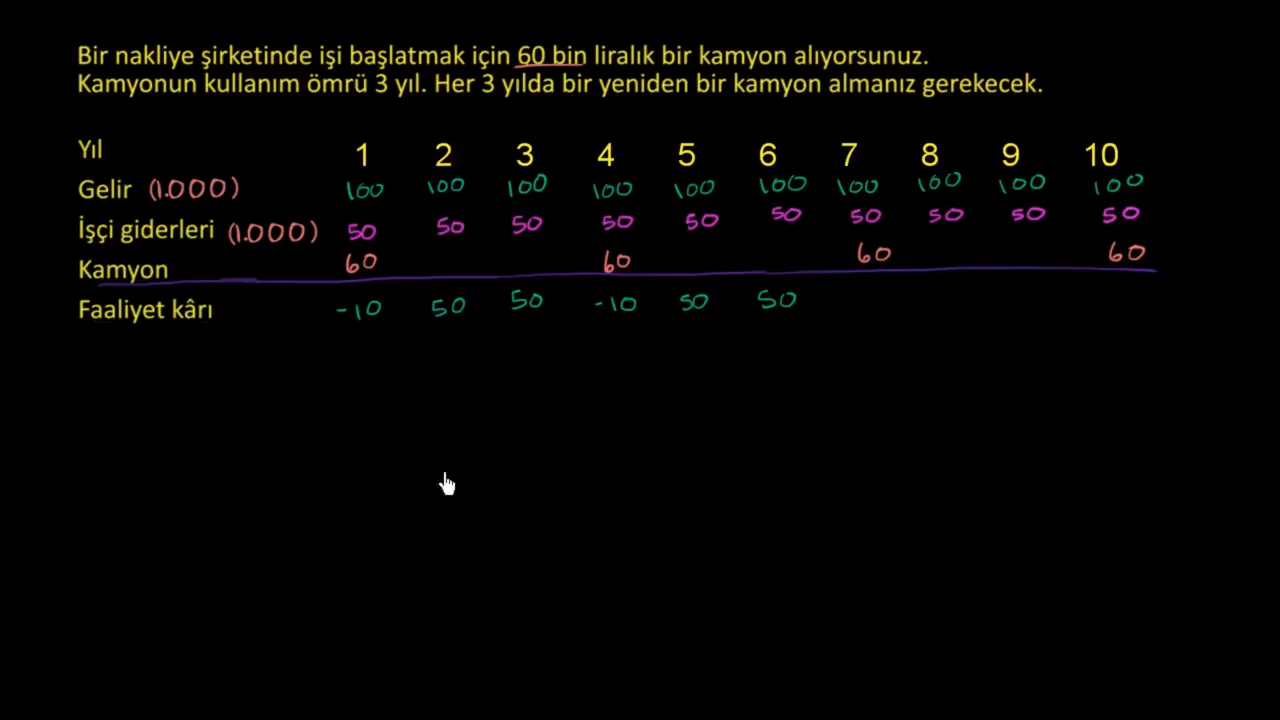 Bir nakliye şirketinde işi başlatmak için 60 bin liralık bir kamyon alıyorsunuz.
Kamyonun kullanım ömrü 3 yıl. Her 3 yılda bir yeniden bir kamyon almanız gerekecek.
Yıl 1 2 3 4 5 6 7 8 9 10
Gelir (1.000) 100 100 100 100 100 100 100 100 100 100
İşçi giderleri (1.000) 50 50 50 50 50 50 50 50 50 50
Kamyon 60 60 60 60
Faaliyet kârı -10 50 50 -10 50 50